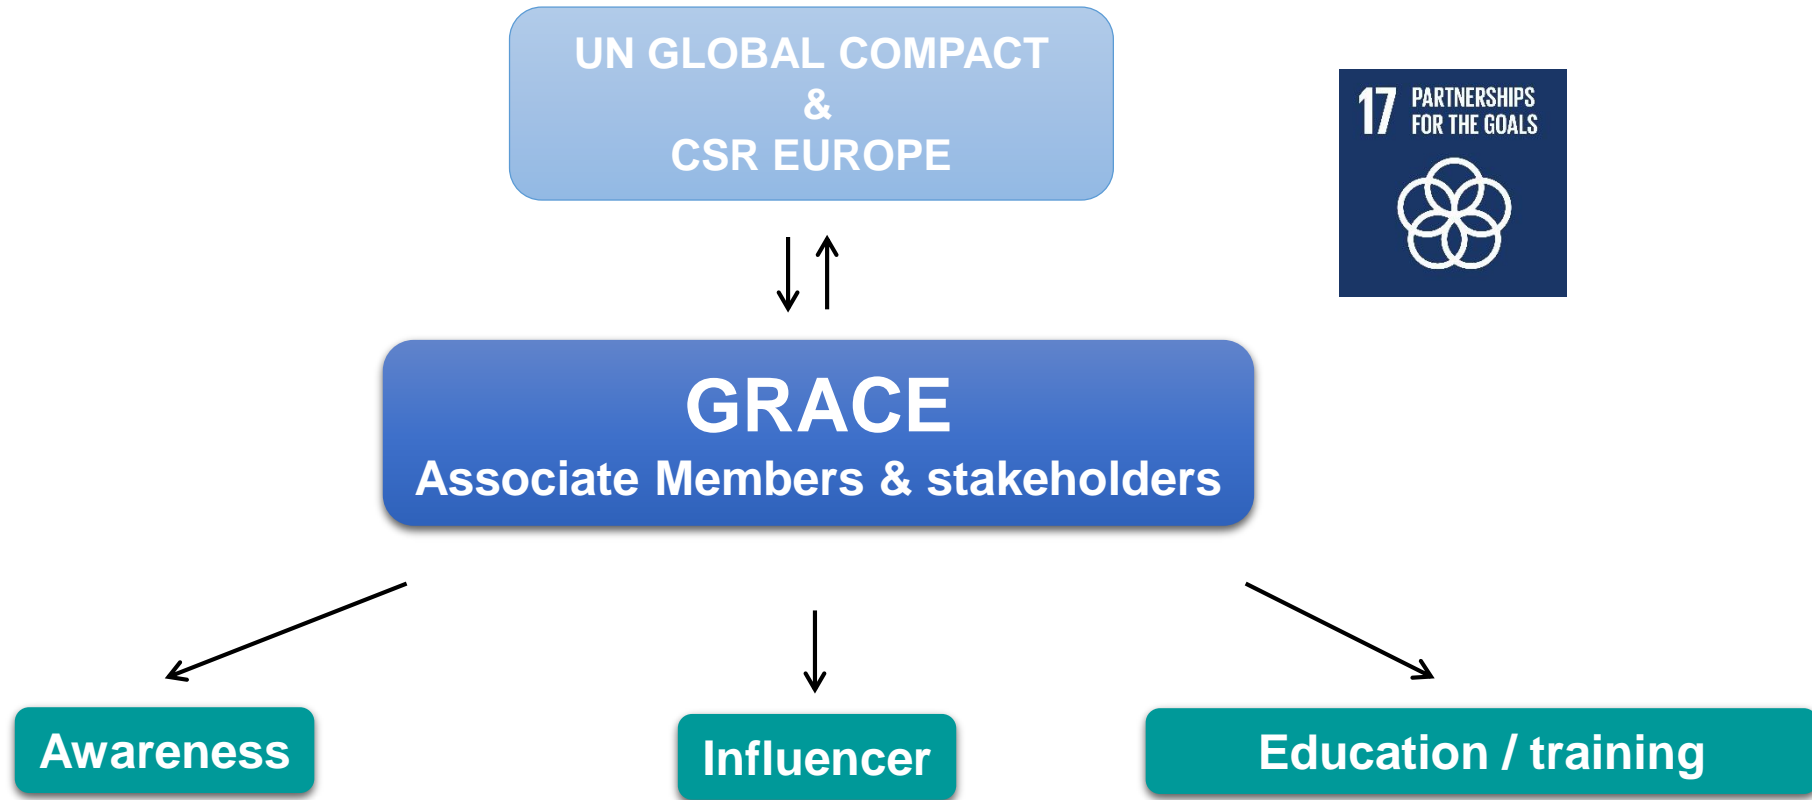 UN GLOBAL COMPACT
&
CSR EUROPE
17 PARTNERSHIPS
FOR THE GOALS
GRACE
Associate Members & stakeholders
Awareness
Influencer
Education / training